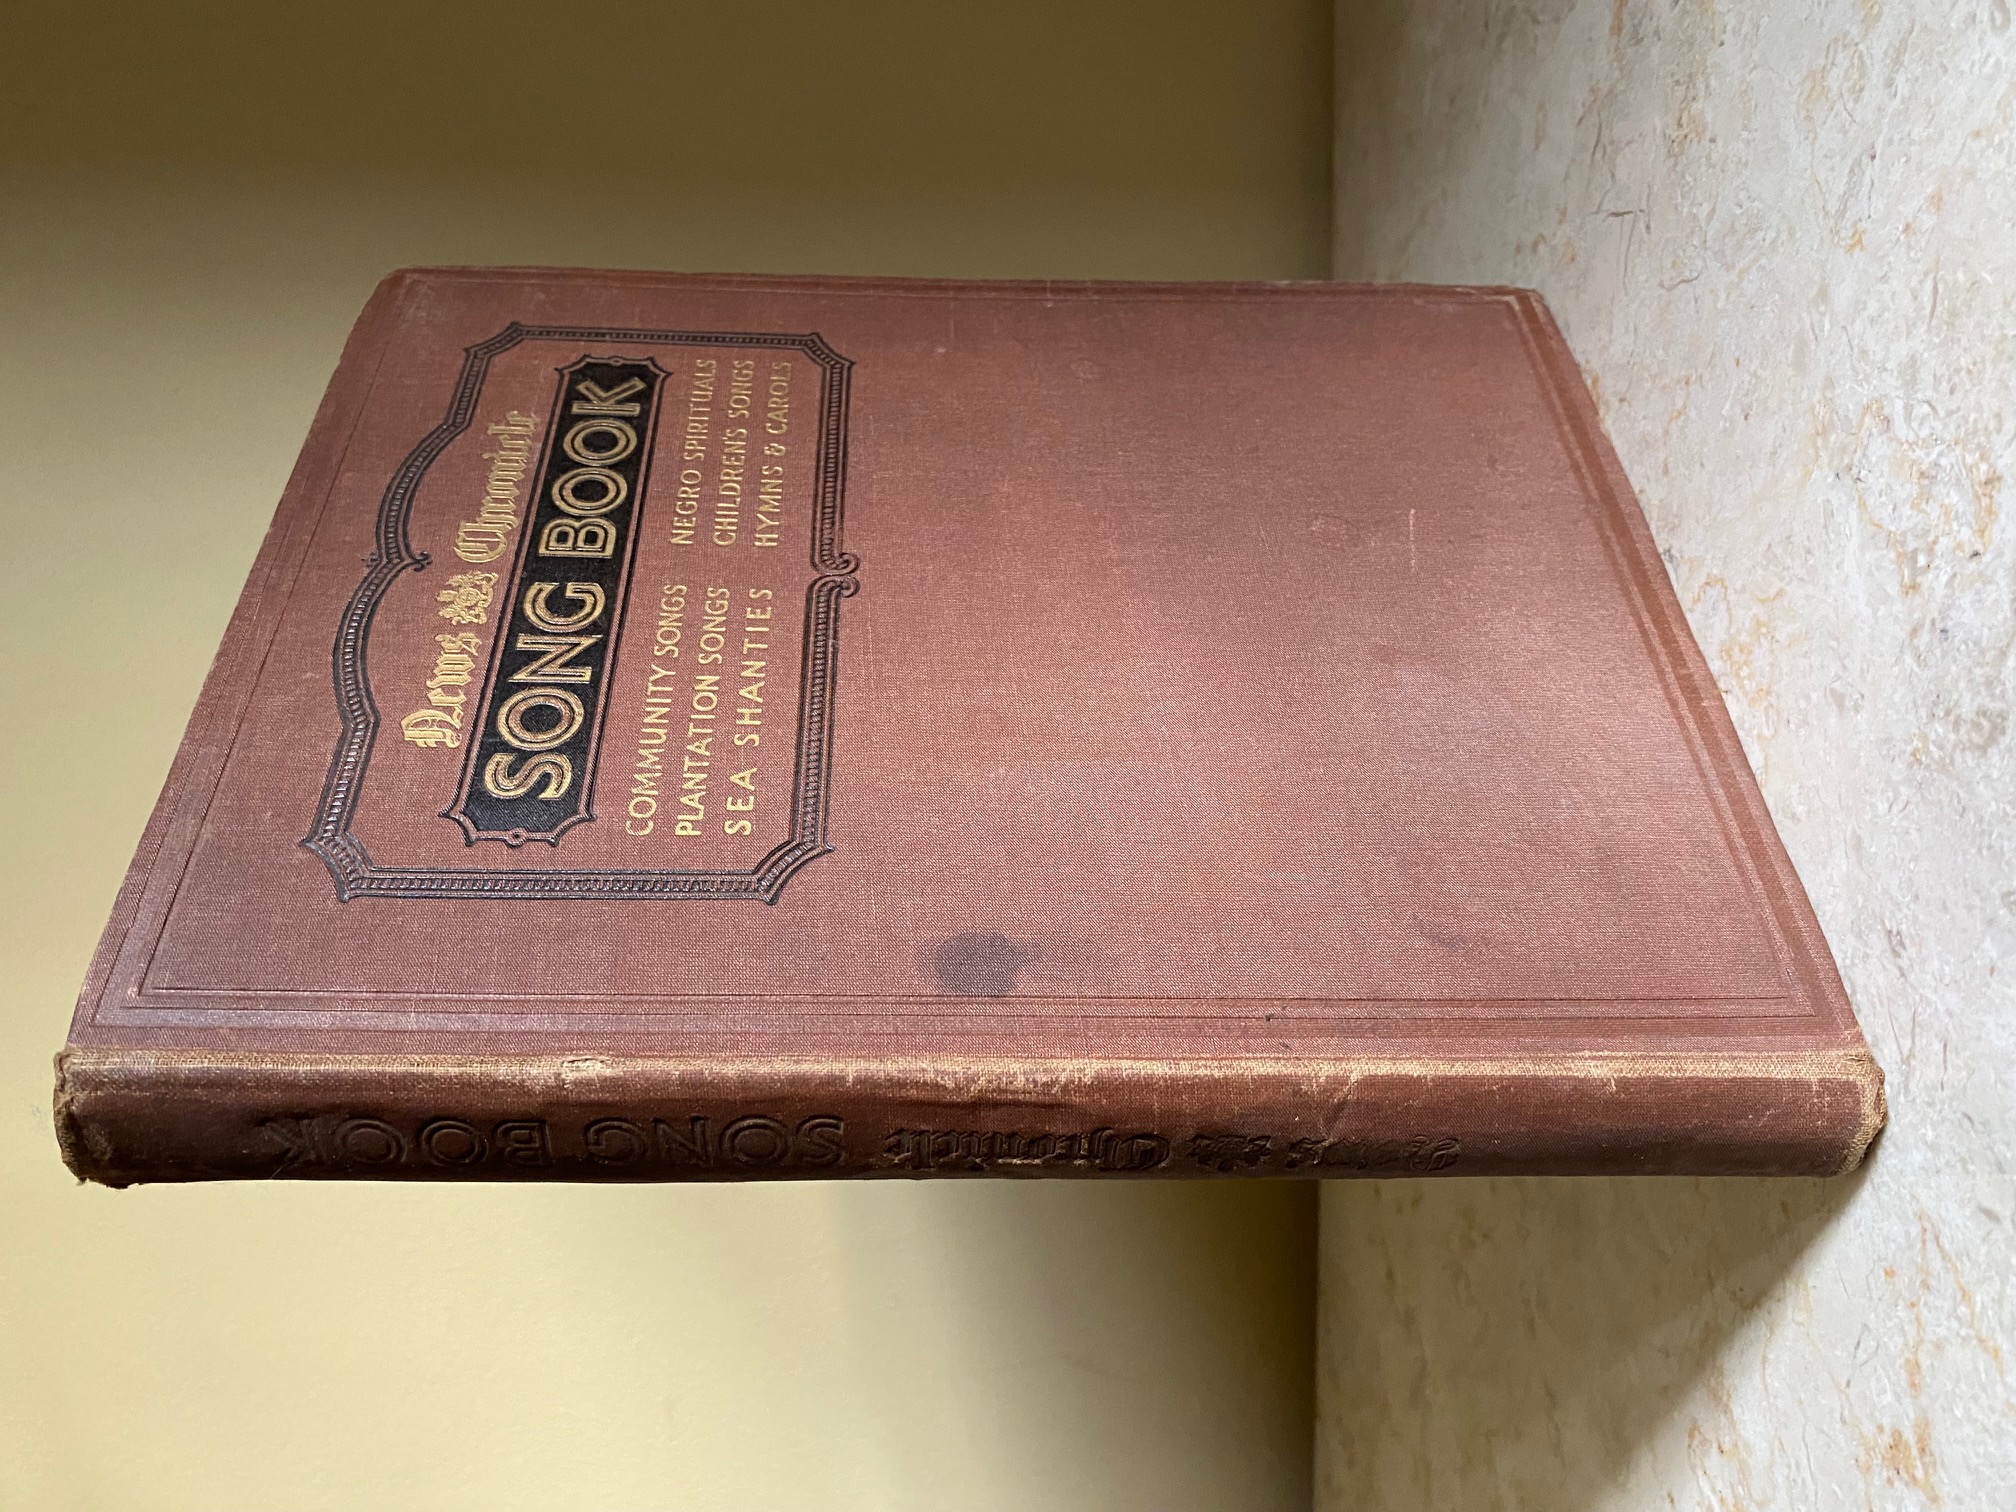 News Chronicle
SONG BOOK
COMMUNITY SONGS NEGRO SPIRITUALS
PLANTATION SONGS CHILDREN'S SONGS
SEA SHANTIES HYMNS & CAROLS
News Chronicle SONG BOOK